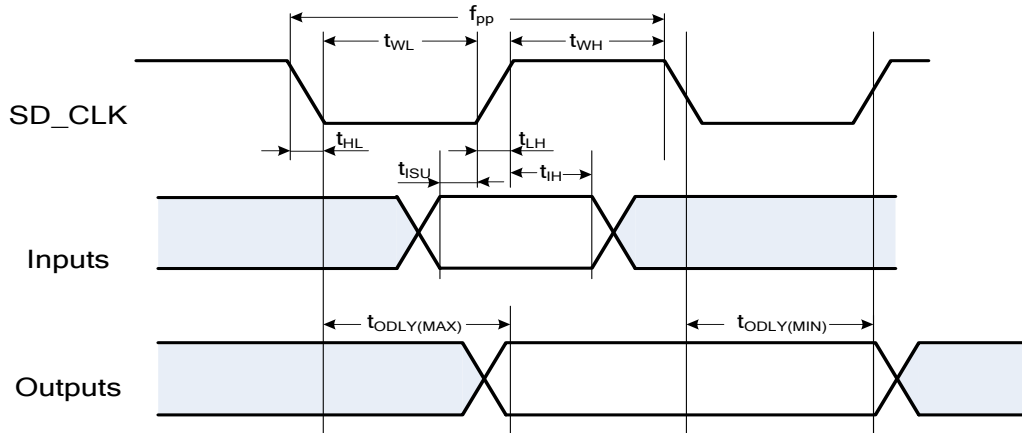 fpp
tWL
tWH
SD_CLK
tHL
tLH
tISU
tIH
Inputs
tODLY(MAX)
tODLY(MIN)
Outputs